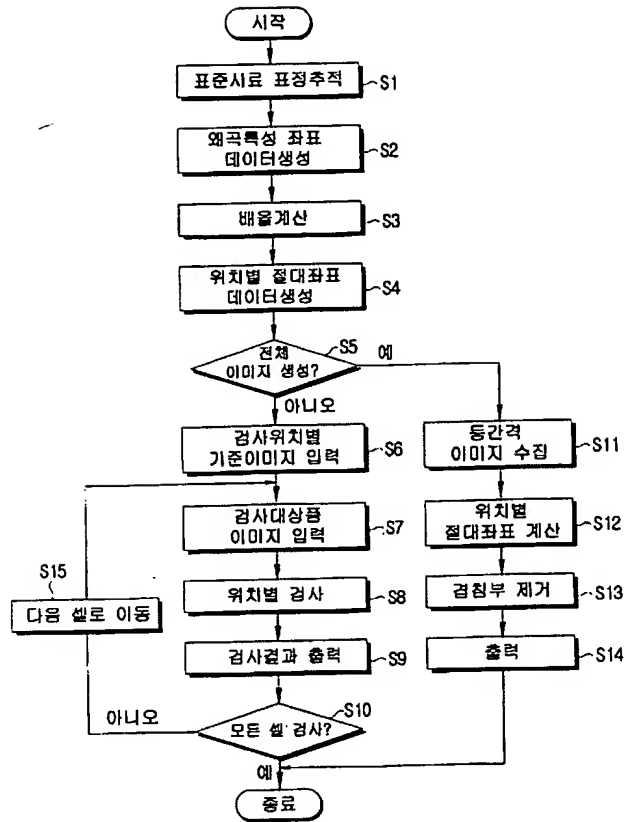 시작
표준시료 표정추적
S1
왜곡특성 좌표
데이터생성
S2
배율계산
S3
위치별 절대좌표
데이터생성
S4
전체
이미지 생성?
S5
예
아니오
검사위치별
기준이미지 입력
S6
등간격
이미지 수집
S11
검사대상품
이미지 입력
S7
위치별
절대좌표 계산
S12
S15
다음 셀로 이동
위치별 검사
S8
겹침부 제거
S13
검사결과 출력
S9
출력
S14
아니오
모든 셀 검사?
S10
예
종료